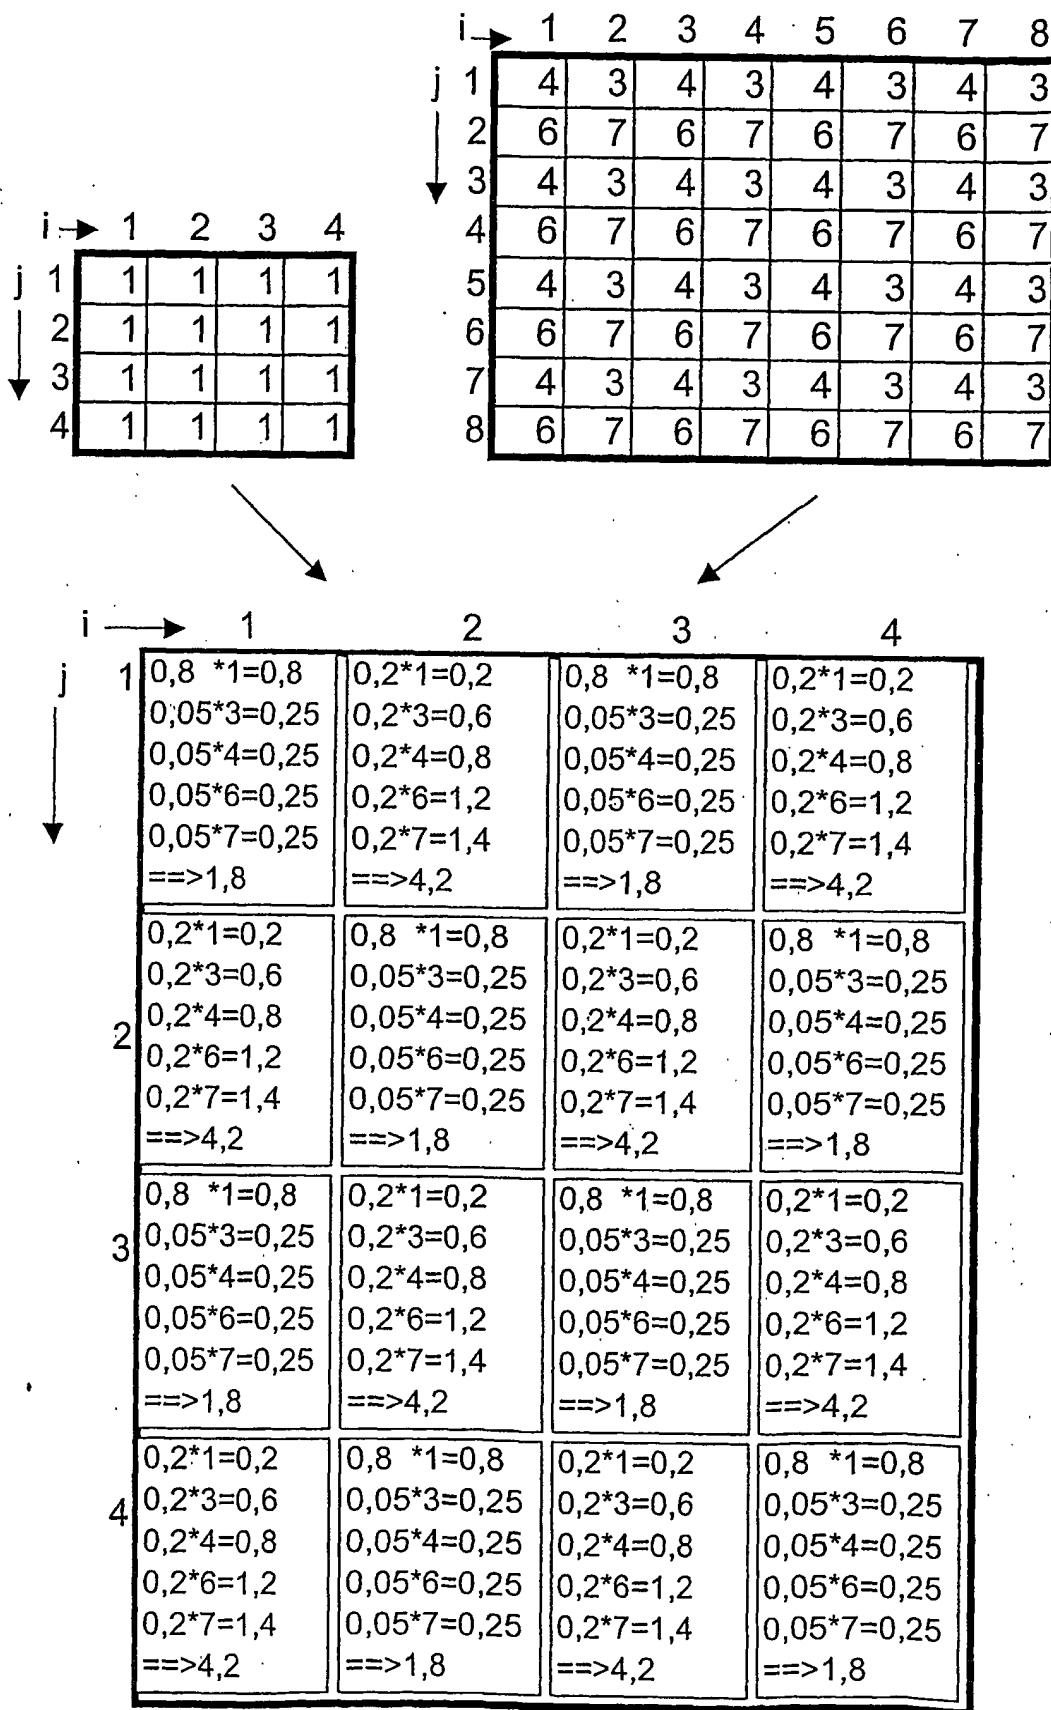 i 1 2 3 4 5 6 7 8
j 1 4 3 4 3 4 3 4 3
2 6 7 6 7 6 7 6 7
3 4 3 4 3 4 3 4 3
4 6 7 6 7 6 7 6 7
5 4 3 4 3 4 3 4 3
6 6 7 6 7 6 7 6 7
7 4 3 4 3 4 3 4 3
8 6 7 6 7 6 7 6 7
i 1 2 3 4
j 1 1 1 1 1
2 1 1 1 1
3 1 1 1 1
4 1 1 1 1
i 1 2 3 4
j 1 0,8 *1=0,8 0,2*1=0,2 0,8 *1=0,8 0,2*1=0,2
0,05*3=0,25 0,2*3=0,6 0,05*3=0,25 0,2*3=0,6
0,05*4=0,25 0,2*4=0,8 0,05*4=0,25 0,2*4=0,8
0,05*6=0,25 0,2*6=1,2 0,05*6=0,25 0,2*6=1,2
0,05*7=0,25 0,2*7=1,4 0,05*7=0,25 0,2*7=1,4
==>1,8 ==>4,2 ==>1,8 ==>4,2
0,2*1=0,2 0,8 *1=0,8 0,2*1=0,2 0,8 *1=0,8
0,2*3=0,6 0,05*3=0,25 0,2*3=0,6 0,05*3=0,25
2 0,2*4=0,8 0,05*4=0,25 0,2*4=0,8 0,05*4=0,25
0,2*6=1,2 0,05*6=0,25 0,2*6=1,2 0,05*6=0,25
0,2*7=1,4 0,05*7=0,25 0,2*7=1,4 0,05*7=0,25
==>4,2 ==>1,8 ==>4,2 ==>1,8
0,8 *1=0,8 0,2*1=0,2 0,8 *1=0,8 0,2*1=0,2
3 0,05*3=0,25 0,2*3=0,6 0,05*3=0,25 0,2*3=0,6
0,05*4=0,25 0,2*4=0,8 0,05*4=0,25 0,2*4=0,8
0,05*6=0,25 0,2*6=1,2 0,05*6=0,25 0,2*6=1,2
0,05*7=0,25 0,2*7=1,4 0,05*7=0,25 0,2*7=1,4
==>1,8 ==>4,2 ==>1,8 ==>4,2
0,2*1=0,2 0,8 *1=0,8 0,2*1=0,2 0,8 *1=0,8
4 0,2*3=0,6 0,05*3=0,25 0,2*3=0,6 0,05*3=0,25
0,2*4=0,8 0,05*4=0,25 0,2*4=0,8 0,05*4=0,25
0,2*6=1,2 0,05*6=0,25 0,2*6=1,2 0,05*6=0,25
0,2*7=1,4 0,05*7=0,25 0,2*7=1,4 0,05*7=0,25
==>4,2 ==>1,8 ==>4,2 ==>1,8